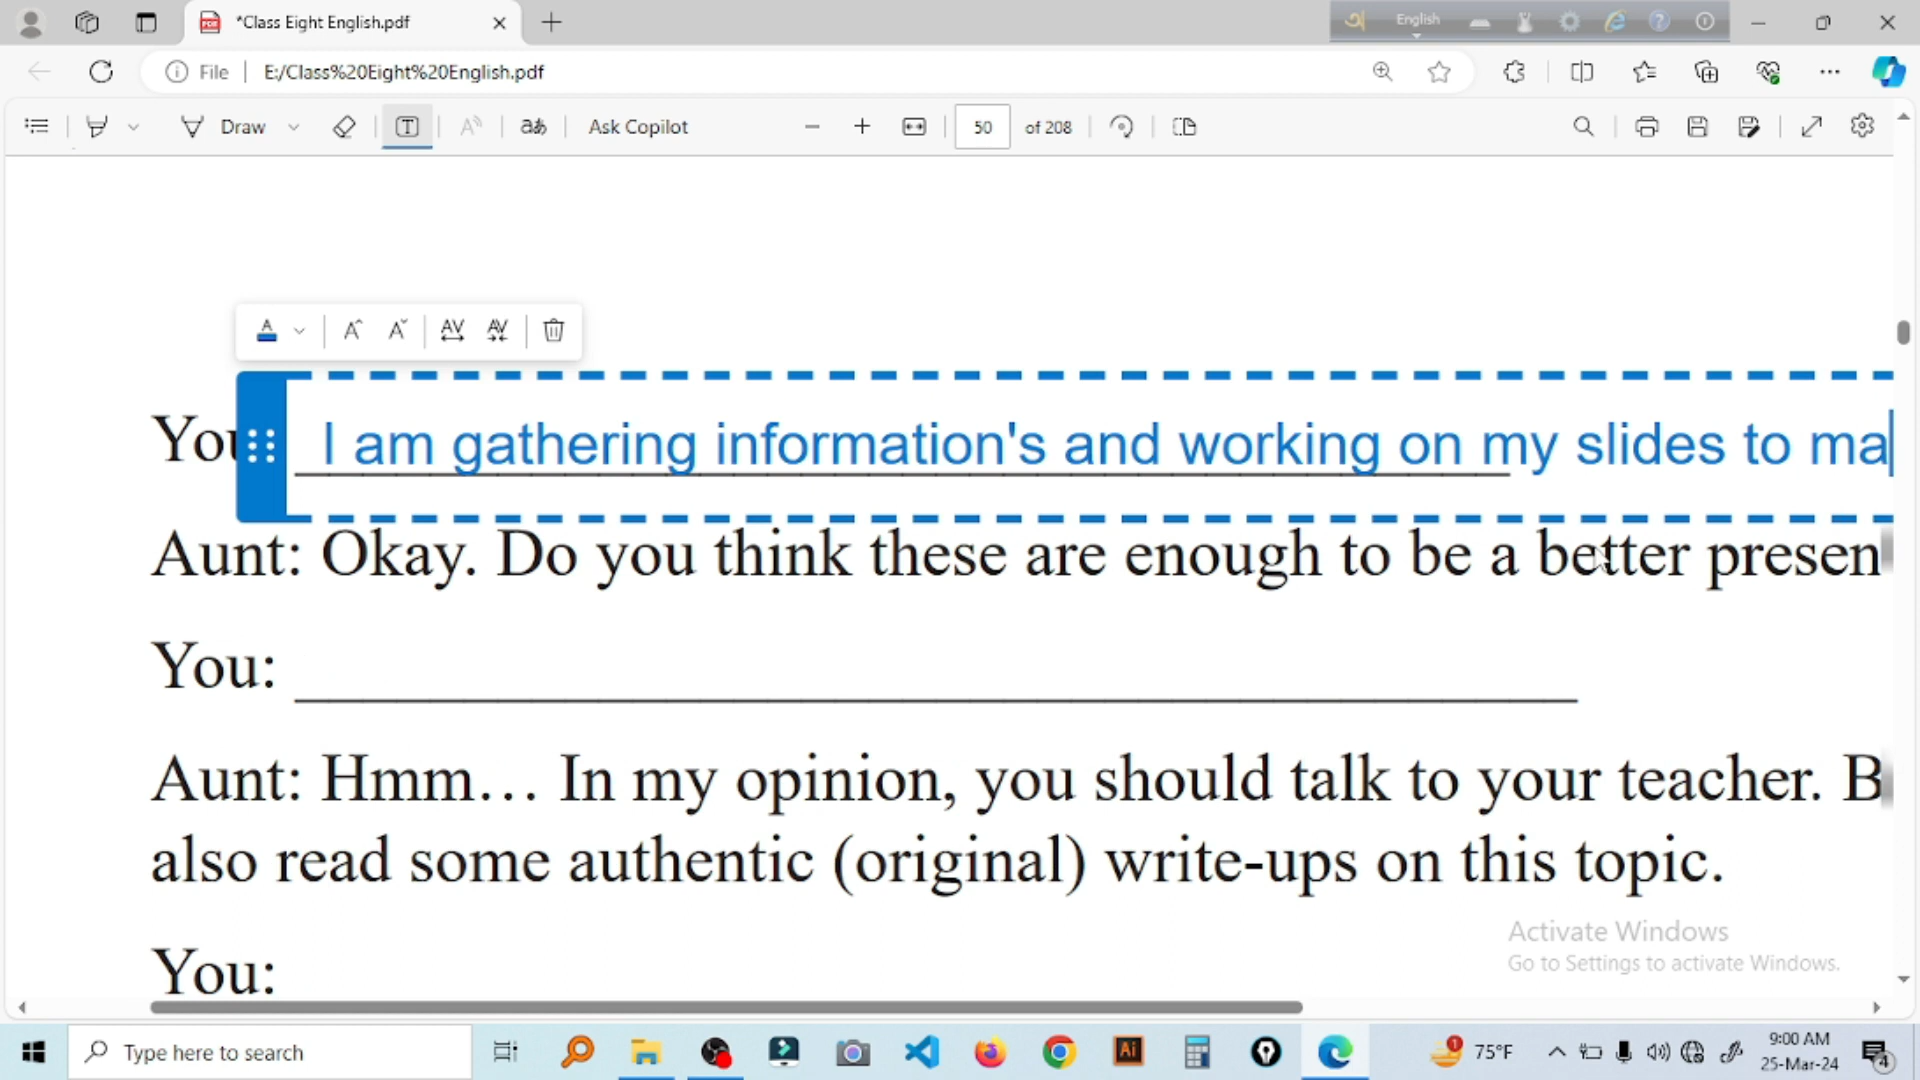 *Class Eight English.pdf
English
File
E:/Class%20Eight%20English.pdf
Draw
Ask Copilot
50
of 208
You
I am gathering information's and working on my slides to ma
Aunt: Okay. Do you think these are enough to be a better presen
You:
Aunt: Hmm… In my opinion, you should talk to your teacher. B
also read some authentic (original) write-ups on this topic.
You:
Activate Windows
Go to Settings to activate Windows.
Type here to search
75°F
9:00 AM
25-Mar-24